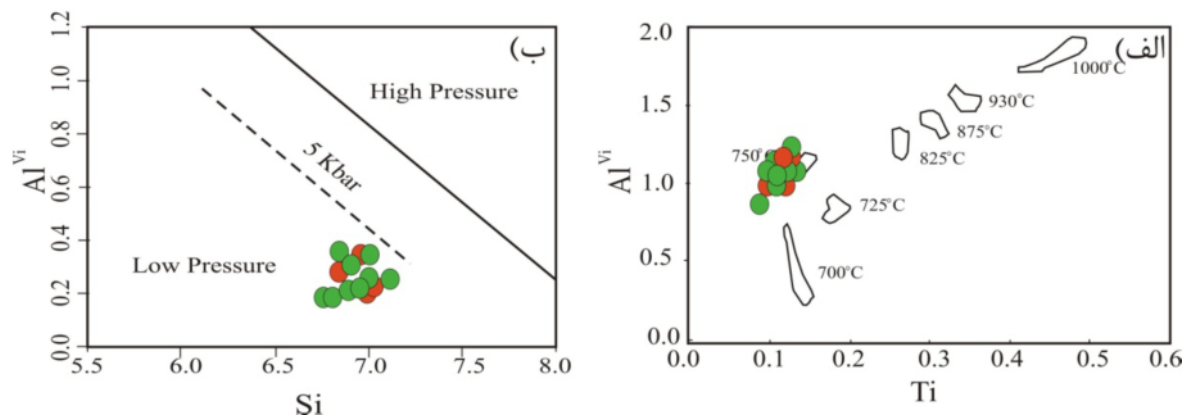 ب)
1.2
1.0
0.8
0.6
0.4
0.2
0.0
Al^Vi
High Pressure
5 Kbar
Low Pressure
5.5 6.0 6.5 7.0 7.5 8.0
Si
الف)
2.0
1.5
1.0
0.5
0.0
Al^Vi
1000°C
930°C
875°C
825°C
750°
725°C
700°C
0.0 0.1 0.2 0.3 0.4 0.5 0.6
Ti